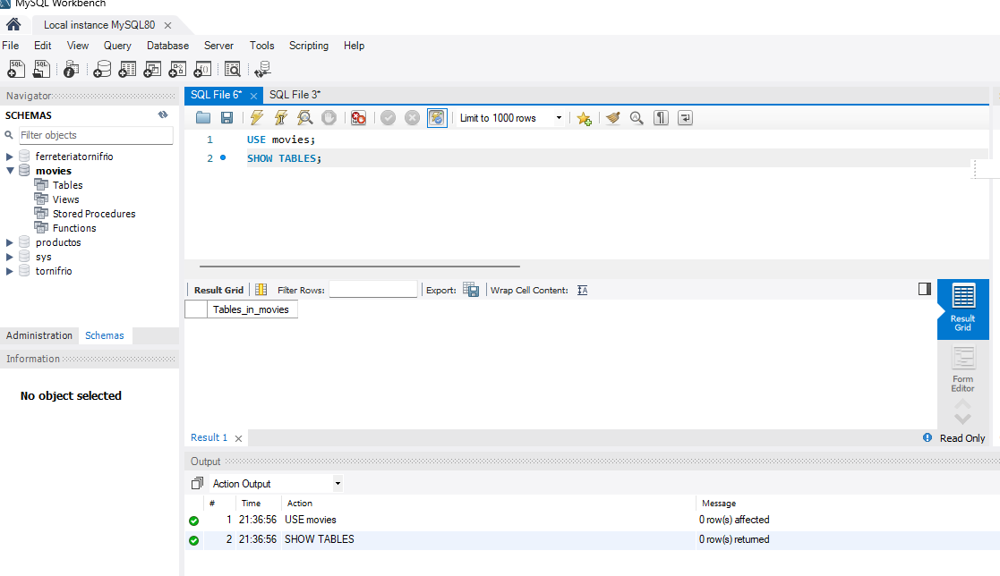 MySQL Workbench
Local instance MySQL80
File Edit View Query Database Server Tools Scripting Help
Navigator
SCHEMAS
Filter objects
ferreteriatornifrio
movies
Tables
Views
Stored Procedures
Functions
productos
sys
tornifrio
Administration Schemas
Information
No object selected
SQL File 6* SQL File 3*
Limit to 1000 rows
1 USE movies;
2 SHOW TABLES;
Result Grid Filter Rows: Export: Wrap Cell Content:
Tables_in_movies
Result Grid
Form Editor
Result 1 Read Only
Output
Action Output
# Time Action Message
1 21:36:56 USE movies 0 row(s) affected
2 21:36:56 SHOW TABLES 0 row(s) returned